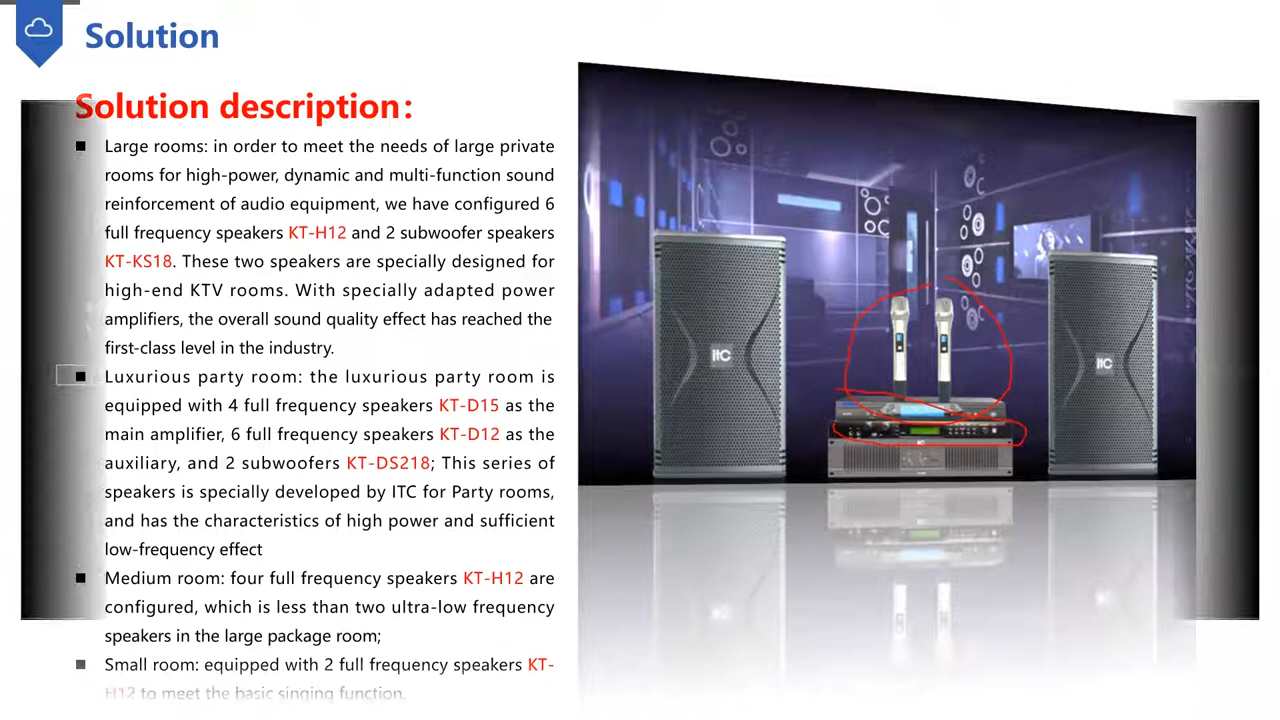 Solution
Solution description:
Large rooms: in order to meet the needs of large private
rooms for high-power, dynamic and multi-function sound
reinforcement of audio equipment, we have configured 6
full frequency speakers KT-H12 and 2 subwoofer speakers
KT-KS18. These two speakers are specially designed for
high-end KTV rooms. With specially adapted power
amplifiers, the overall sound quality effect has reached the
first-class level in the industry.
Luxurious party room: the luxurious party room is
equipped with 4 full frequency speakers KT-D15 as the
main amplifier, 6 full frequency speakers KT-D12 as the
auxiliary, and 2 subwoofers KT-DS218; This series of
speakers is specially developed by ITC for Party rooms,
and has the characteristics of high power and sufficient
low-frequency effect
Medium room: four full frequency speakers KT-H12 are
configured, which is less than two ultra-low frequency
speakers in the large package room;
Small room: equipped with 2 full frequency speakers KT-
H12 to meet the basic singing function.
itC
itC